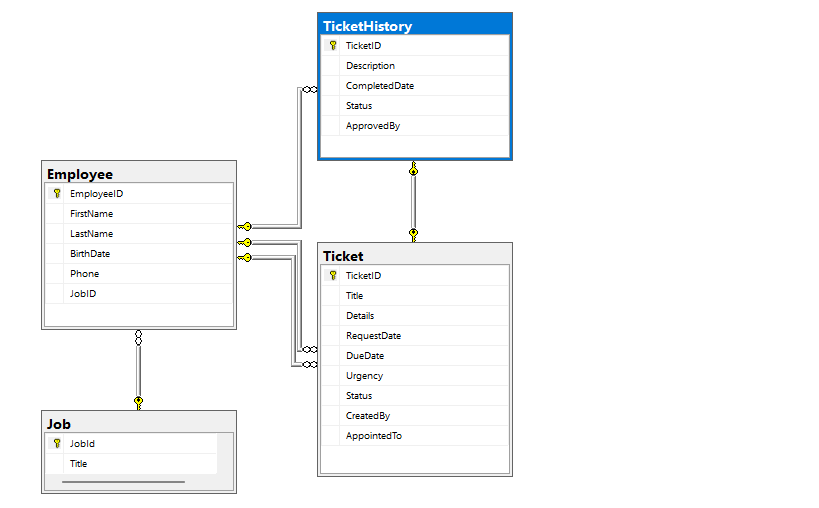 TicketHistory
TicketID
Description
CompletedDate
Status
ApprovedBy
Employee
EmployeeID
FirstName
LastName
BirthDate
Phone
JobID
Ticket
TicketID
Title
Details
RequestDate
DueDate
Urgency
Status
CreatedBy
AppointedTo
Job
JobId
Title